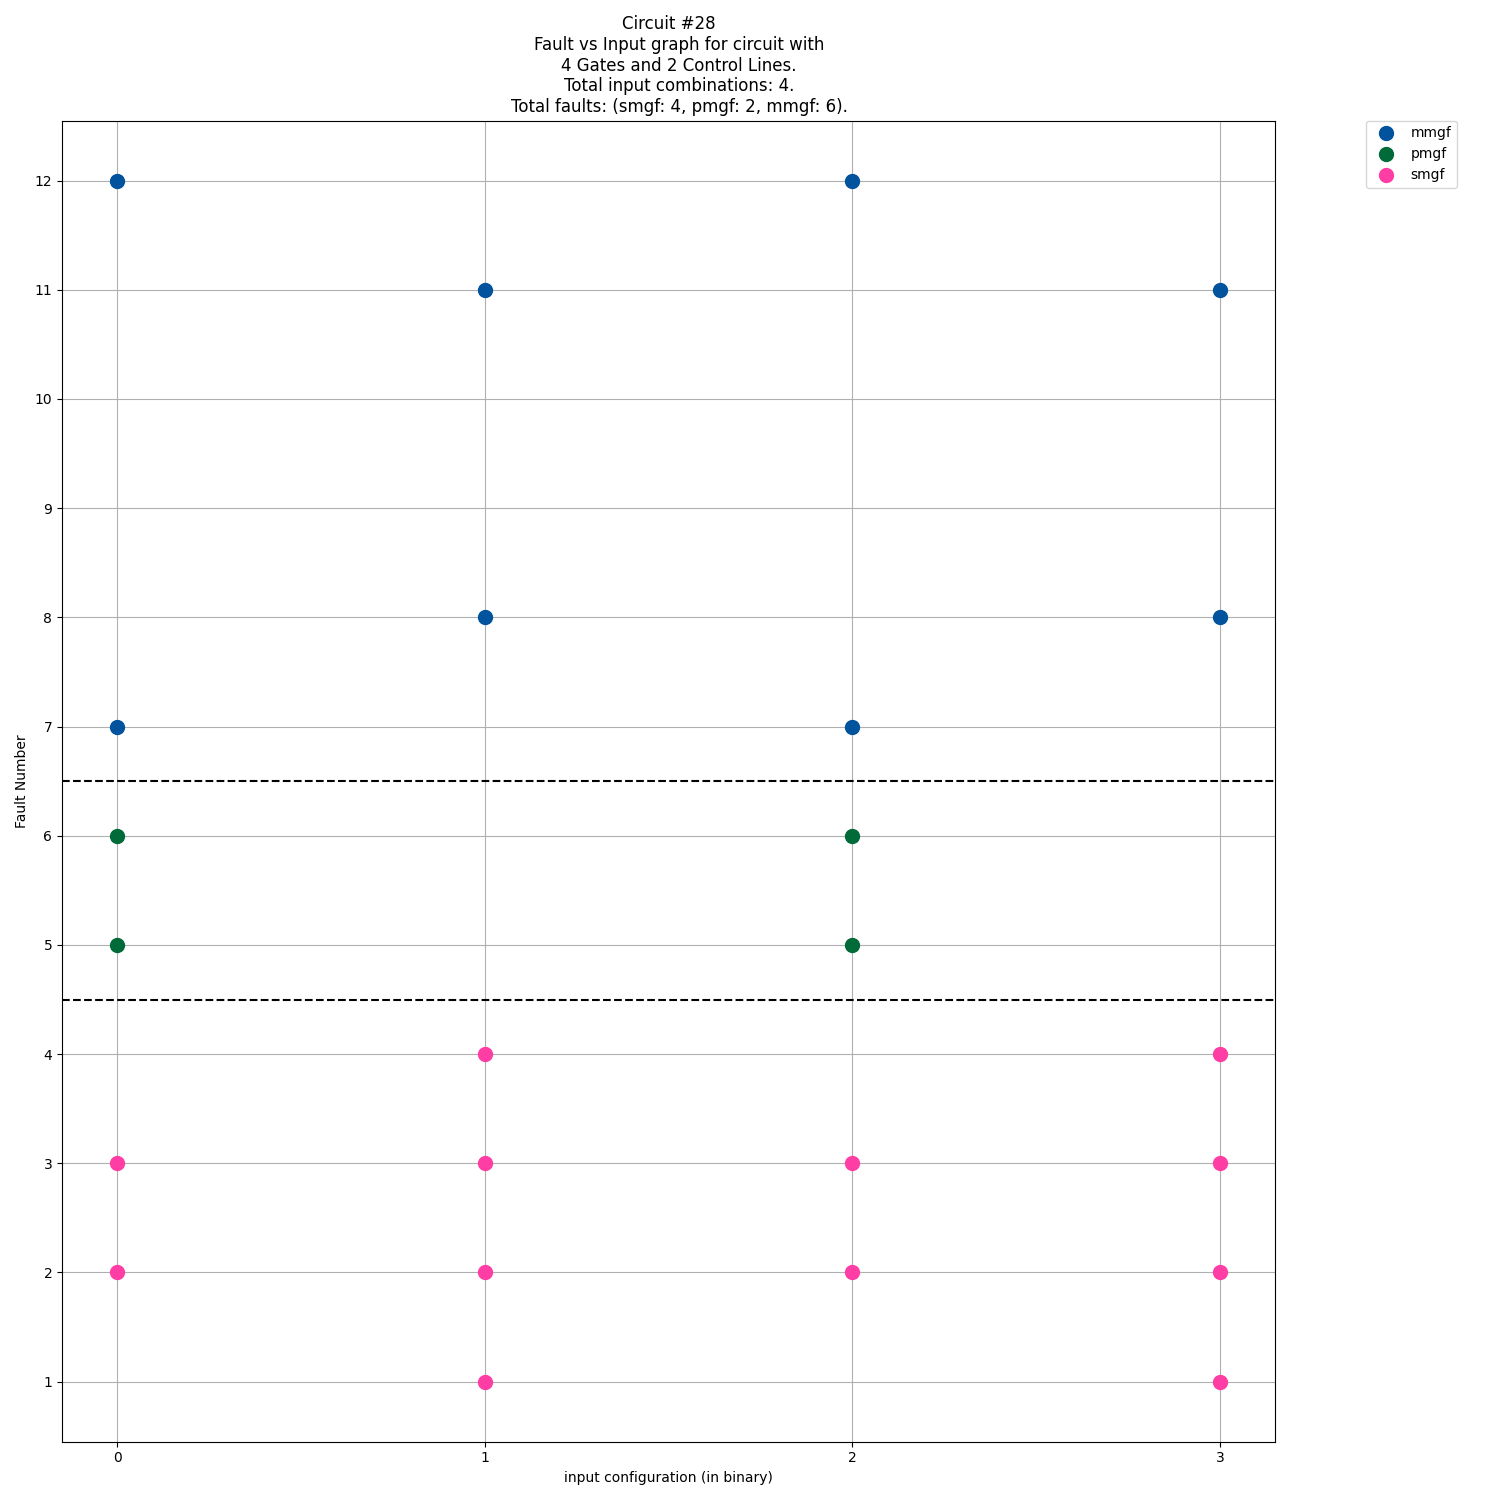 Circuit #28
Fault vs Input graph for circuit with
4 Gates and 2 Control Lines.
Total input combinations: 4.
Total faults: (smgf: 4, pmgf: 2, mmgf: 6).
mmgf
pmgf
smgf
12
11
10
9
8
7
6
5
4
3
2
1
Fault Number
0 1 2 3
input configuration (in binary)